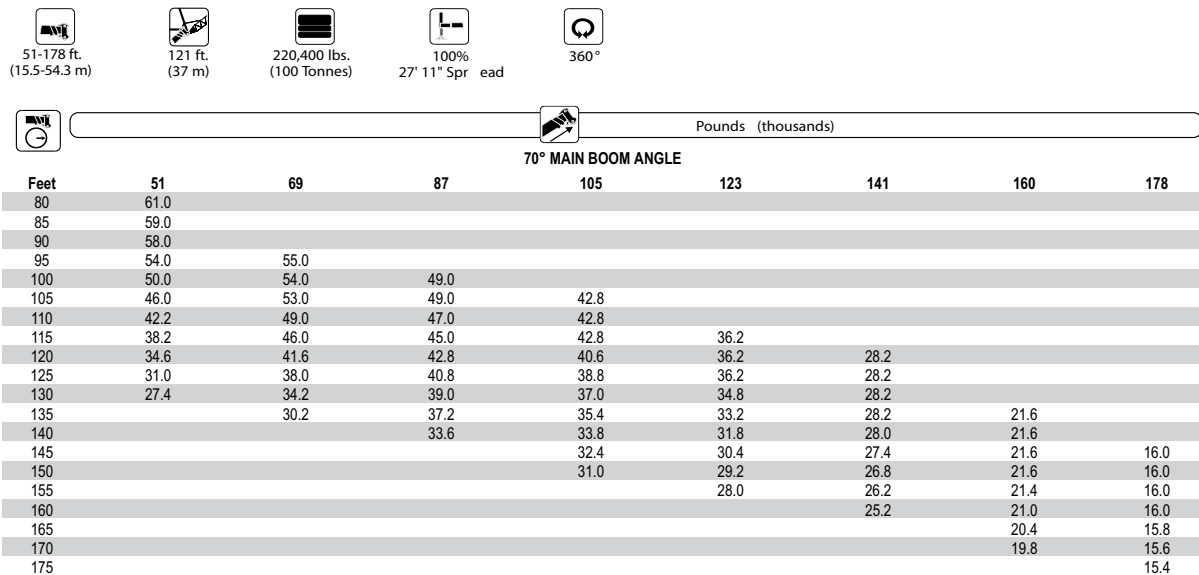 51-178 ft. 121 ft. 220,400 lbs. 100% 360°
(15.5-54.3 m) (37 m) (100 Tonnes) 27' 11" Spr ead
Pounds (thousands)
70° MAIN BOOM ANGLE
Feet 51 69 87 105 123 141 160 178
80 61.0
85 59.0
90 58.0
95 54.0 55.0
100 50.0 54.0 49.0
105 46.0 53.0 49.0 42.8
110 42.2 49.0 47.0 42.8
115 38.2 46.0 45.0 42.8 36.2
120 34.6 41.6 42.8 40.6 36.2 28.2
125 31.0 38.0 40.8 38.8 36.2 28.2
130 27.4 34.2 39.0 37.0 34.8 28.2
135 30.2 37.2 35.4 33.2 28.2 21.6
140 33.6 33.8 31.8 28.0 21.6
145 32.4 30.4 27.4 21.6 16.0
150 31.0 29.2 26.8 21.6 16.0
155 28.0 26.2 21.4 16.0
160 25.2 21.0 16.0
165 20.4 15.8
170 19.8 15.6
175 15.4